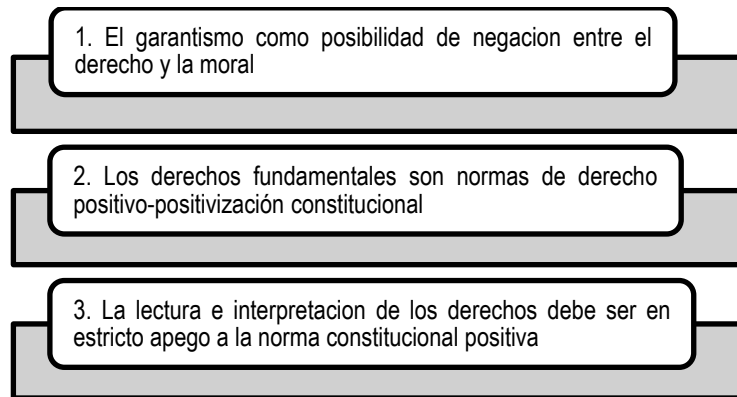 1. El garantismo como posibilidad de negacion entre el
derecho y la moral
2. Los derechos fundamentales son normas de derecho
positivo-positivización constitucional
3. La lectura e interpretacion de los derechos debe ser en
estricto apego a la norma constitucional positiva